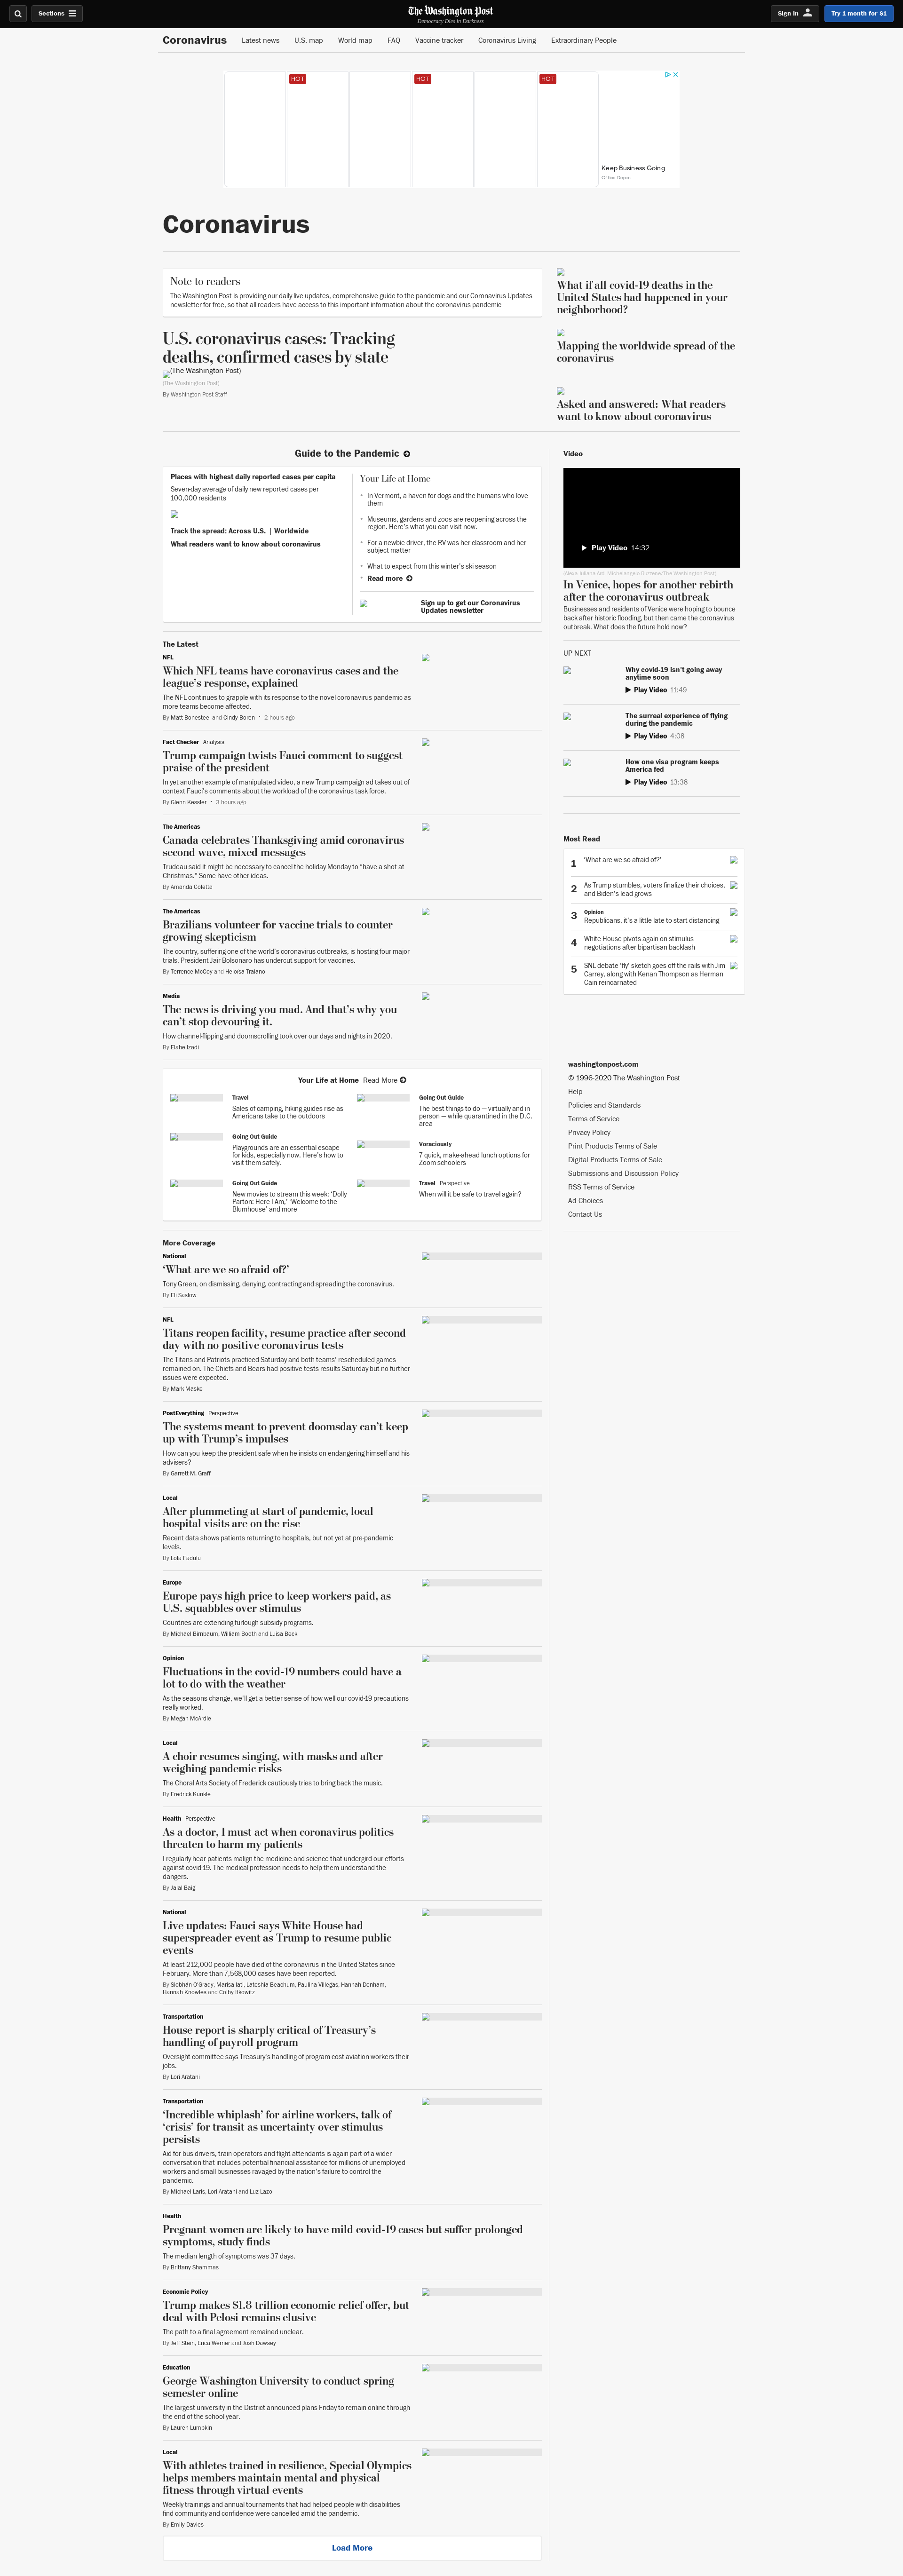 Sections
The Washington Post
Democracy Dies in Darkness
Sign In
Try 1 month for $1
Coronavirus
Latest news
U.S. map
World map
FAQ
Vaccine tracker
Coronavirus Living
Extraordinary People
HOT
HOT
HOT
Keep Business Going
Office Depot
Coronavirus
Note to readers
The Washington Post is providing our daily live updates, comprehensive guide to the pandemic and our Coronavirus Updates
newsletter for free, so that all readers have access to this important information about the coronavirus pandemic
U.S. coronavirus cases: Tracking
deaths, confirmed cases by state
(The Washington Post)
(The Washington Post)
By Washington Post Staff
What if all covid-19 deaths in the
United States had happened in your
neighborhood?
Mapping the worldwide spread of the
coronavirus
Asked and answered: What readers
want to know about coronavirus
Guide to the Pandemic
Places with highest daily reported cases per capita
Seven-day average of daily new reported cases per
100,000 residents
Track the spread: Across U.S. | Worldwide
What readers want to know about coronavirus
Your Life at Home
In Vermont, a haven for dogs and the humans who love
them
Museums, gardens and zoos are reopening across the
region. Here's what you can visit now.
For a newbie driver, the RV was her classroom and her
subject matter
What to expect from this winter's ski season
Read more
Sign up to get our Coronavirus
Updates newsletter
The Latest
NFL
Which NFL teams have coronavirus cases and the
league's response, explained
The NFL continues to grapple with its response to the novel coronavirus pandemic as
more teams become affected.
By Matt Bonesteel and Cindy Boren • 2 hours ago
Fact Checker Analysis
Trump campaign twists Fauci comment to suggest
praise of the president
In yet another example of manipulated video, a new Trump campaign ad takes out of
context Fauci's comments about the workload of the coronavirus task force.
By Glenn Kessler • 3 hours ago
The Americas
Canada celebrates Thanksgiving amid coronavirus
second wave, mixed messages
Trudeau said it might be necessary to cancel the holiday Monday to "have a shot at
Christmas." Some have other ideas.
By Amanda Coletta
The Americas
Brazilians volunteer for vaccine trials to counter
growing skepticism
The country, suffering one of the world's coronavirus outbreaks, is hosting four major
trials. President Jair Bolsonaro has undercut support for vaccines.
By Terrence McCoy and Heloísa Traiano
Media
The news is driving you mad. And that's why you
can't stop devouring it.
How channel-flipping and doomscrolling took over our days and nights in 2020.
By Elahe Izadi
Your Life at Home Read More
Travel
Sales of camping, hiking guides rise as
Americans take to the outdoors
Going Out Guide
Playgrounds are an essential escape
for kids, especially now. Here's how to
visit them safely.
Going Out Guide
New movies to stream this week: 'Dolly
Parton: Here I Am,' 'Welcome to the
Blumhouse' and more
Going Out Guide
The best things to do — virtually and in
person — while quarantined in the D.C.
area
Voraciously
7 quick, make-ahead lunch options for
Zoom schoolers
Travel Perspective
When will it be safe to travel again?
More Coverage
National
'What are we so afraid of?'
Tony Green, on dismissing, denying, contracting and spreading the coronavirus.
By Eli Saslow
NFL
Titans reopen facility, resume practice after second
day with no positive coronavirus tests
The Titans and Patriots practiced Saturday and both teams' rescheduled games
remained on. The Chiefs and Bears had positive tests results Saturday but no further
issues were expected.
By Mark Maske
PostEverything Perspective
The systems meant to prevent doomsday can't keep
up with Trump's impulses
How can you keep the president safe when he insists on endangering himself and his
advisers?
By Garrett M. Graff
Local
After plummeting at start of pandemic, local
hospital visits are on the rise
Recent data shows patients returning to hospitals, but not yet at pre-pandemic
levels.
By Lola Fadulu
Europe
Europe pays high price to keep workers paid, as
U.S. squabbles over stimulus
Countries are extending furlough subsidy programs.
By Michael Birnbaum, William Booth and Luisa Beck
Opinion
Fluctuations in the covid-19 numbers could have a
lot to do with the weather
As the seasons change, we'll get a better sense of how well our covid-19 precautions
really worked.
By Megan McArdle
Local
A choir resumes singing, with masks and after
weighing pandemic risks
The Choral Arts Society of Frederick cautiously tries to bring back the music.
By Fredrick Kunkle
Health Perspective
As a doctor, I must act when coronavirus politics
threaten to harm my patients
I regularly hear patients malign the medicine and science that undergird our efforts
against covid-19. The medical profession needs to help them understand the
dangers.
By Jalal Baig
National
Live updates: Fauci says White House had
superspreader event as Trump to resume public
events
At least 212,000 people have died of the coronavirus in the United States since
February. More than 7,568,000 cases have been reported.
By Siobhán O'Grady, Marisa Iati, Lateshia Beachum, Paulina Villegas, Hannah Denham,
Hannah Knowles and Colby Itkowitz
Transportation
House report is sharply critical of Treasury's
handling of payroll program
Oversight committee says Treasury's handling of program cost aviation workers their
jobs.
By Lori Aratani
Transportation
'Incredible whiplash' for airline workers, talk of
'crisis' for transit as uncertainty over stimulus
persists
Aid for bus drivers, train operators and flight attendants is again part of a wider
conversation that includes potential financial assistance for millions of unemployed
workers and small businesses ravaged by the nation's failure to control the
pandemic.
By Michael Laris, Lori Aratani and Luz Lazo
Health
Pregnant women are likely to have mild covid-19 cases but suffer prolonged
symptoms, study finds
The median length of symptoms was 37 days.
By Brittany Shammas
Economic Policy
Trump makes $1.8 trillion economic relief offer, but
deal with Pelosi remains elusive
The path to a final agreement remained unclear.
By Jeff Stein, Erica Werner and Josh Dawsey
Education
George Washington University to conduct spring
semester online
The largest university in the District announced plans Friday to remain online through
the end of the school year.
By Lauren Lumpkin
Local
With athletes trained in resilience, Special Olympics
helps members maintain mental and physical
fitness through virtual events
Weekly trainings and annual tournaments that had helped people with disabilities
find community and confidence were cancelled amid the pandemic.
By Emily Davies
Load More
Video
Play Video 14:32
In Venice, hopes for another rebirth
after the coronavirus outbreak
Businesses and residents of Venice were hoping to bounce
back after historic flooding, but then came the coronavirus
outbreak. What does the future hold now?
UP NEXT
Why covid-19 isn't going away
anytime soon
Play Video 11:49
The surreal experience of flying
during the pandemic
Play Video 4:08
How one visa program keeps
America fed
Play Video 13:38
Most Read
1 'What are we so afraid of?'
2 As Trump stumbles, voters finalize their choices,
and Biden's lead grows
3 Opinion
Republicans, it's a little late to start distancing
4 White House pivots again on stimulus
negotiations after bipartisan backlash
5 SNL debate 'fly' sketch goes off the rails with Jim
Carrey, along with Kenan Thompson as Herman
Cain reincarnated
washingtonpost.com
© 1996-2020 The Washington Post
Help
Policies and Standards
Terms of Service
Privacy Policy
Print Products Terms of Sale
Digital Products Terms of Sale
Submissions and Discussion Policy
RSS Terms of Service
Ad Choices
Contact Us